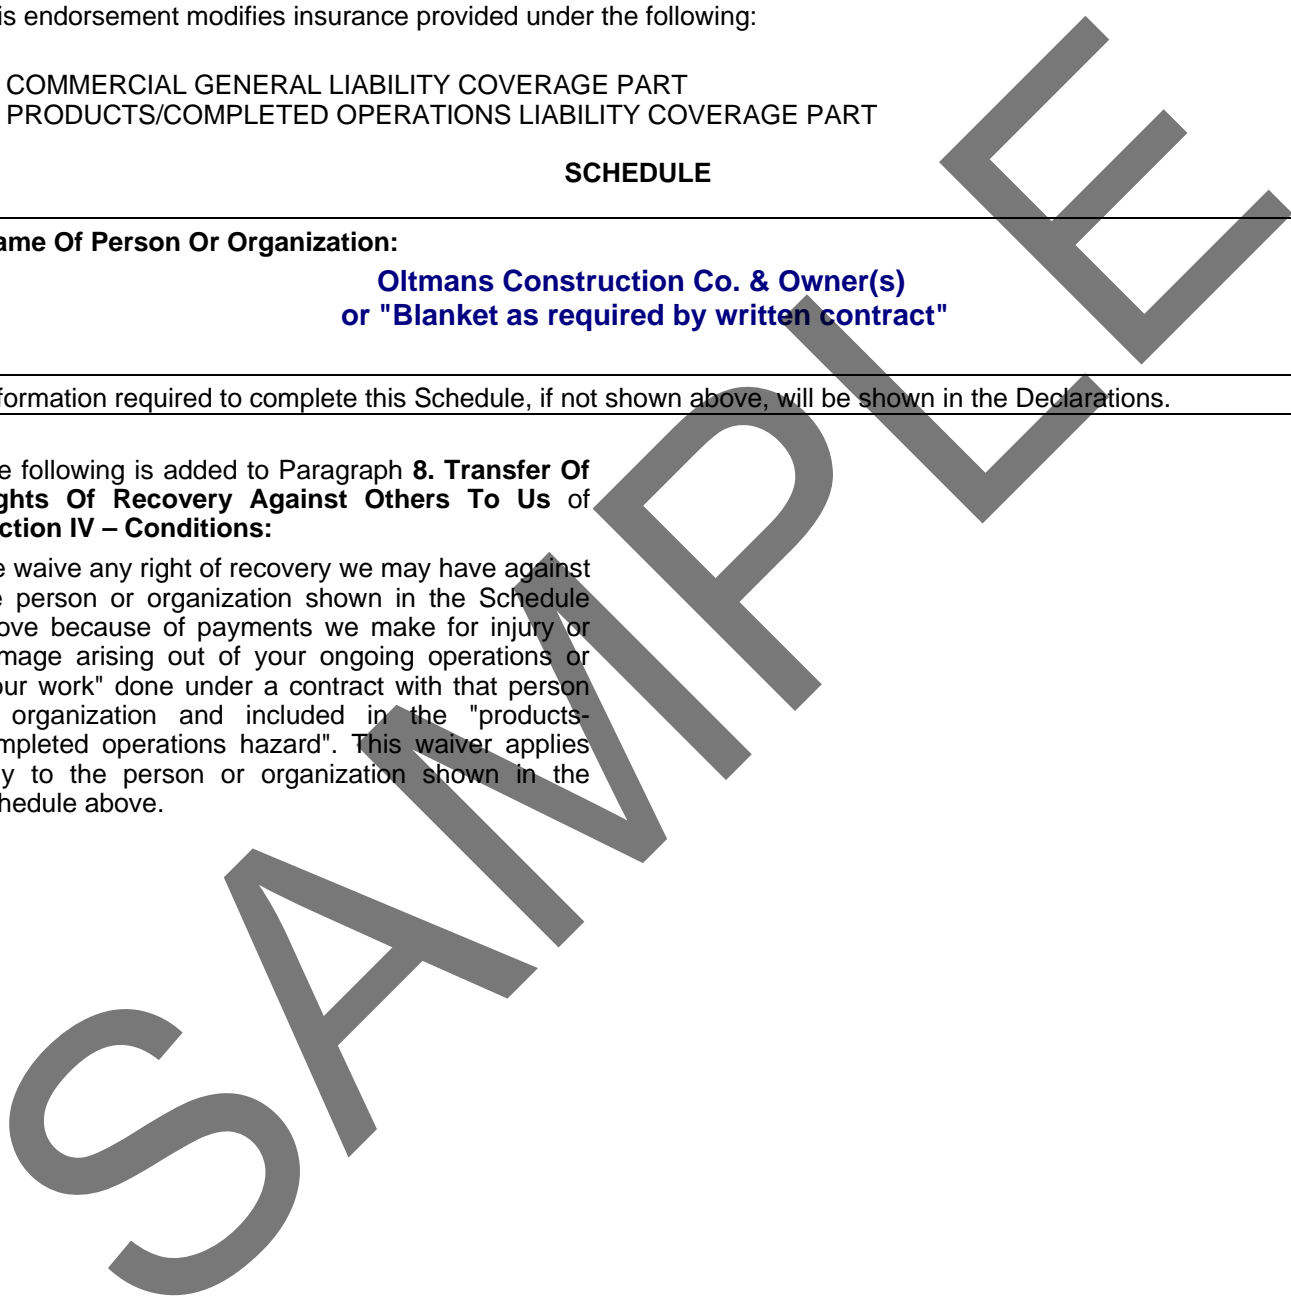 is endorsement modifies insurance provided under the following:
COMMERCIAL GENERAL LIABILITY COVERAGE PART
PRODUCTS/COMPLETED OPERATIONS LIABILITY COVERAGE PART
SCHEDULE
ame Of Person Or Organization:
Oltmans Construction Co. & Owner(s)
or "Blanket as required by written contract"
formation required to complete this Schedule, if not shown above, will be shown in the Declarations.
e following is added to Paragraph 8. Transfer Of
ghts Of Recovery Against Others To Us of
ction IV – Conditions:
e waive any right of recovery we may have against
e person or organization shown in the Schedule
ove because of payments we make for injury or
mage arising out of your ongoing operations or
our work" done under a contract with that person
organization and included in the "products-
mpleted operations hazard". This waiver applies
ly to the person or organization shown in the
hedule above.
SAMPLE